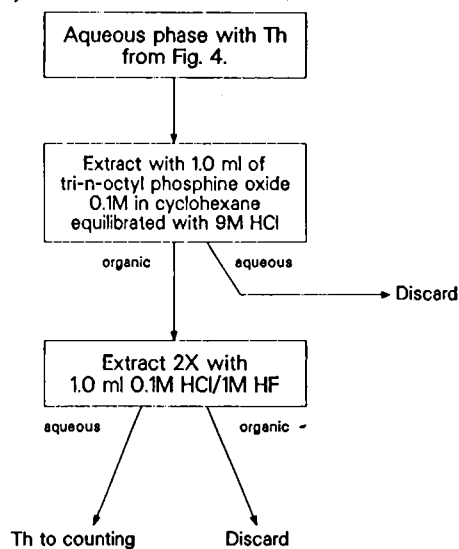 Aqueous phase with Th
from Fig. 4.
Extract with 1.0 ml of
tri-n-octyl phosphine oxide
0.1M in cyclohexane
equilibrated with 9M HCl
organic
aqueous
Discard
Extract 2X with
1.0 ml 0.1M HCl/1M HF
aqueous
organic
Th to counting
Discard